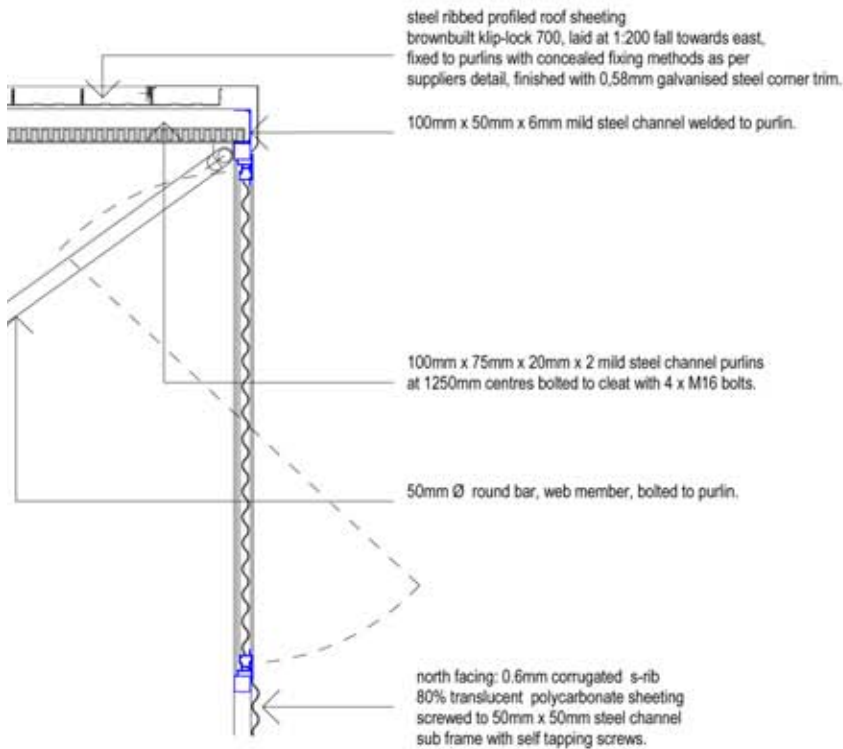 steel ribbed profiled roof sheeting
brownbuilt klip-lock 700, laid at 1:200 fall towards east,
fixed to purlins with concealed fixing methods as per
suppliers detail, finished with 0,58mm galvanised steel corner trim.
100mm x 50mm x 6mm mild steel channel welded to purlin.
100mm x 75mm x 20mm x 2 mild steel channel purlins
at 1250mm centres bolted to cleat with 4 x M16 bolts.
50mm Ø round bar, web member, bolted to purlin.
north facing: 0.6mm corrugated s-rib
80% translucent polycarbonate sheeting
screwed to 50mm x 50mm steel channel
sub frame with self tapping screws.